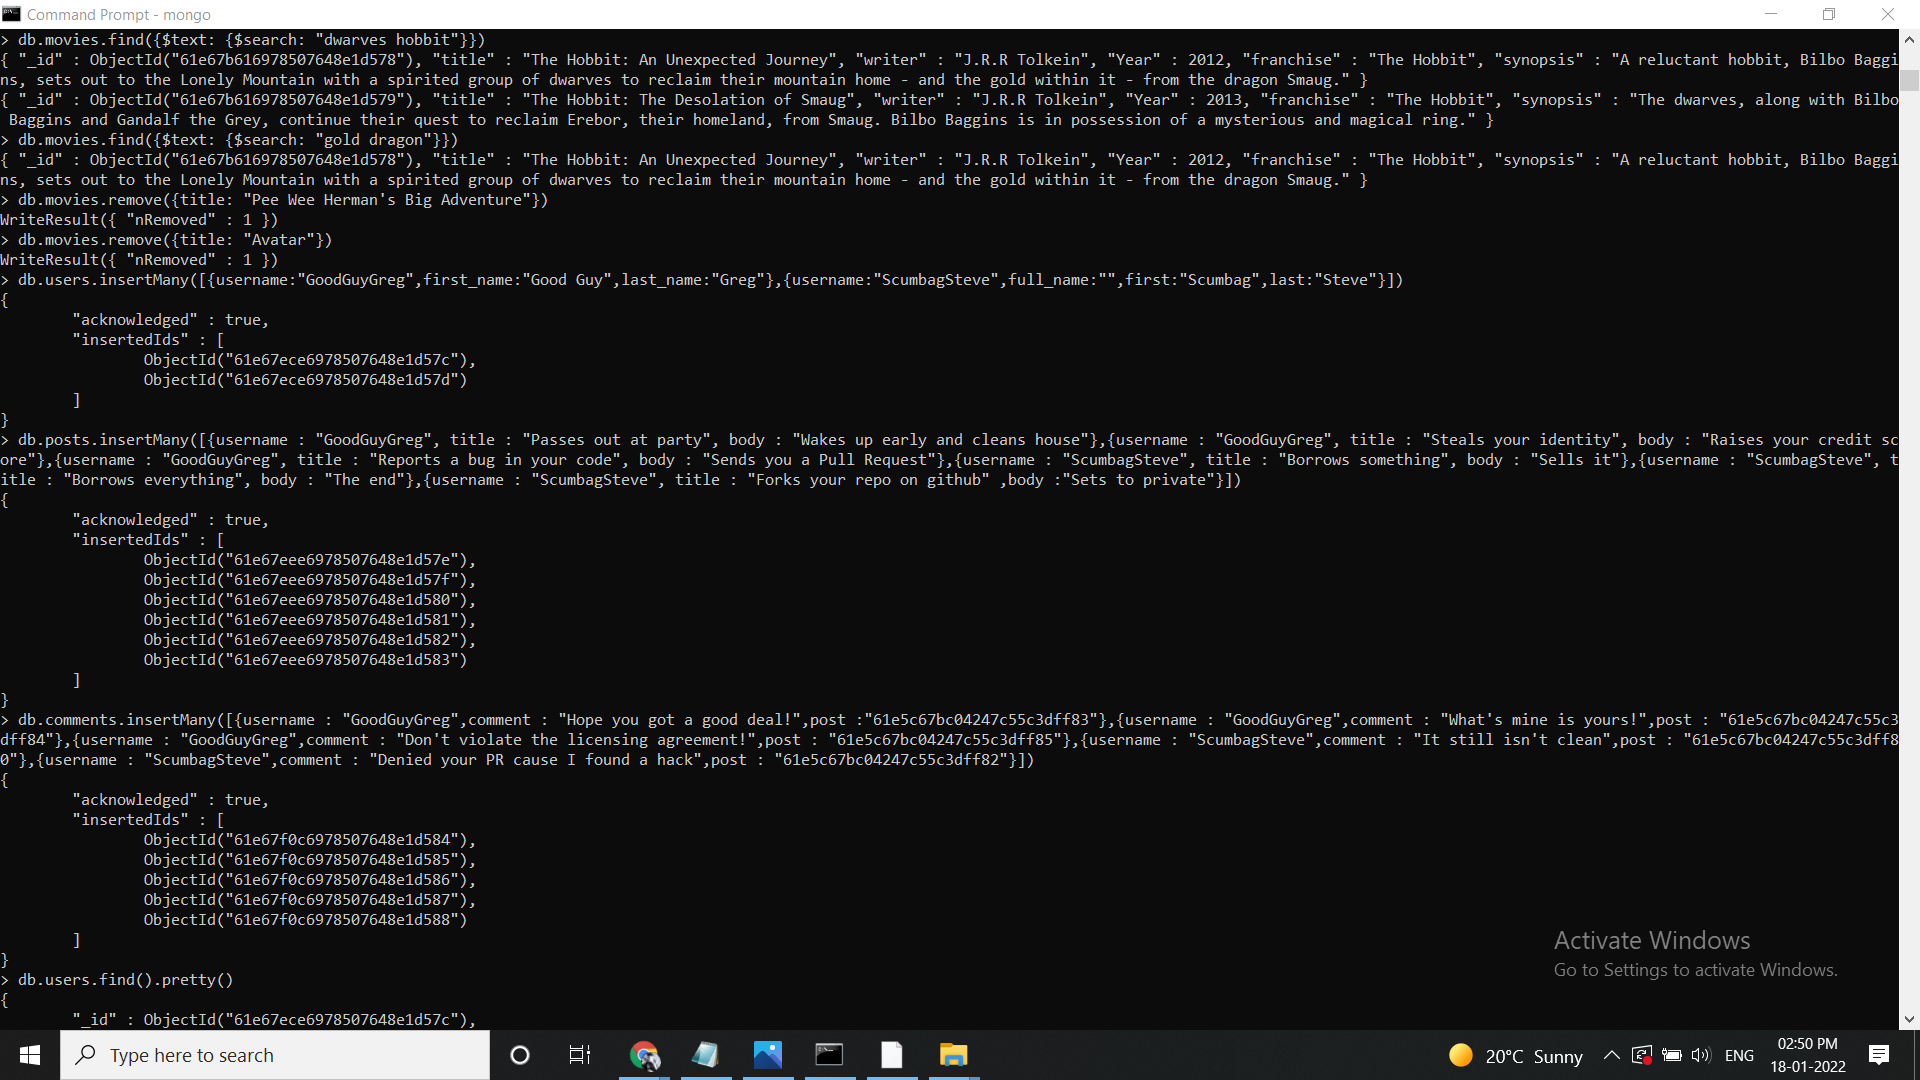 Command Prompt - mongo
> db.movies.find({$text: {$search: "dwarves hobbit"}})
{ "_id" : ObjectId("61e67b616978507648e1d578"), "title" : "The Hobbit: An Unexpected Journey", "writer" : "J.R.R Tolkein", "Year" : 2012, "franchise" : "The Hobbit", "synopsis" : "A reluctant hobbit, Bilbo Baggi
ns, sets out to the Lonely Mountain with a spirited group of dwarves to reclaim their mountain home - and the gold within it - from the dragon Smaug." }
{ "_id" : ObjectId("61e67b616978507648e1d579"), "title" : "The Hobbit: The Desolation of Smaug", "writer" : "J.R.R Tolkein", "Year" : 2013, "franchise" : "The Hobbit", "synopsis" : "The dwarves, along with Bilbo
 Baggins and Gandalf the Grey, continue their quest to reclaim Erebor, their homeland, from Smaug. Bilbo Baggins is in possession of a mysterious and magical ring." }
> db.movies.find({$text: {$search: "gold dragon"}})
{ "_id" : ObjectId("61e67b616978507648e1d578"), "title" : "The Hobbit: An Unexpected Journey", "writer" : "J.R.R Tolkein", "Year" : 2012, "franchise" : "The Hobbit", "synopsis" : "A reluctant hobbit, Bilbo Baggi
ns, sets out to the Lonely Mountain with a spirited group of dwarves to reclaim their mountain home - and the gold within it - from the dragon Smaug." }
> db.movies.remove({title: "Pee Wee Herman's Big Adventure"})
WriteResult({ "nRemoved" : 1 })
> db.movies.remove({title: "Avatar"})
WriteResult({ "nRemoved" : 1 })
> db.users.insertMany([{username:"GoodGuyGreg",first_name:"Good Guy",last_name:"Greg"},{username:"ScumbagSteve",full_name:"",first:"Scumbag",last:"Steve"}])
{
        "acknowledged" : true,
        "insertedIds" : [
                ObjectId("61e67ece6978507648e1d57c"),
                ObjectId("61e67ece6978507648e1d57d")
        ]
}
> db.posts.insertMany([{username : "GoodGuyGreg", title : "Passes out at party", body : "Wakes up early and cleans house"},{username : "GoodGuyGreg", title : "Steals your identity", body : "Raises your credit sc
ore"},{username : "GoodGuyGreg", title : "Reports a bug in your code", body : "Sends you a Pull Request"},{username : "ScumbagSteve", title : "Borrows something", body : "Sells it"},{username : "ScumbagSteve", t
itle : "Borrows everything", body : "The end"},{username : "ScumbagSteve", title : "Forks your repo on github" ,body :"Sets to private"}])
{
        "acknowledged" : true,
        "insertedIds" : [
                ObjectId("61e67eee6978507648e1d57e"),
                ObjectId("61e67eee6978507648e1d57f"),
                ObjectId("61e67eee6978507648e1d580"),
                ObjectId("61e67eee6978507648e1d581"),
                ObjectId("61e67eee6978507648e1d582"),
                ObjectId("61e67eee6978507648e1d583")
        ]
}
> db.comments.insertMany([{username : "GoodGuyGreg",comment : "Hope you got a good deal!",post :"61e5c67bc04247c55c3dff83"},{username : "GoodGuyGreg",comment : "What's mine is yours!",post : "61e5c67bc04247c55c3
dff84"},{username : "GoodGuyGreg",comment : "Don't violate the licensing agreement!",post : "61e5c67bc04247c55c3dff85"},{username : "ScumbagSteve",comment : "It still isn't clean",post : "61e5c67bc04247c55c3dff8
0"},{username : "ScumbagSteve",comment : "Denied your PR cause I found a hack",post : "61e5c67bc04247c55c3dff82"}])
{
        "acknowledged" : true,
        "insertedIds" : [
                ObjectId("61e67f0c6978507648e1d584"),
                ObjectId("61e67f0c6978507648e1d585"),
                ObjectId("61e67f0c6978507648e1d586"),
                ObjectId("61e67f0c6978507648e1d587"),
                ObjectId("61e67f0c6978507648e1d588")
        ]
}
> db.users.find().pretty()
{
        "_id" : ObjectId("61e67ece6978507648e1d57c"),
Activate Windows
Go to Settings to activate Windows.
Type here to search
20°C Sunny
ENG
02:50 PM
18-01-2022